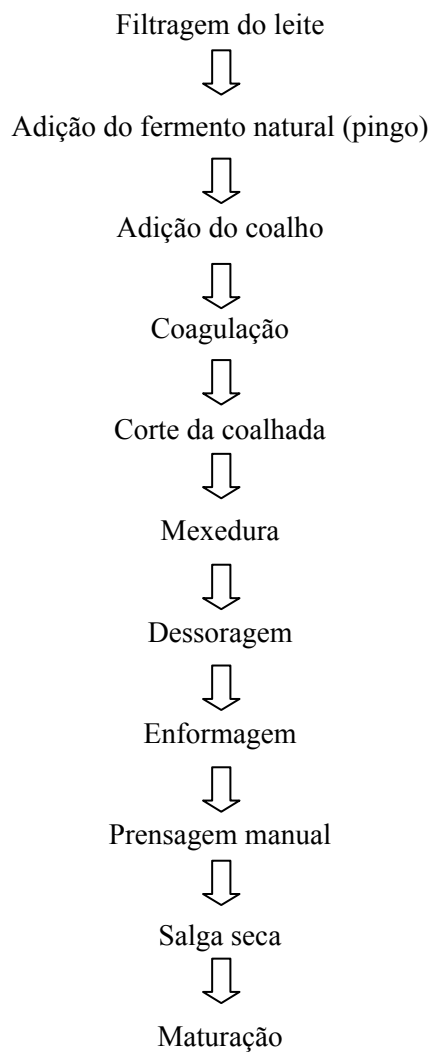 Filtragem do leite
Adição do fermento natural (pingo)
Adição do coalho
Coagulação
Corte da coalhada
Mexedura
Dessoragem
Enformagem
Prensagem manual
Salga seca
Maturação